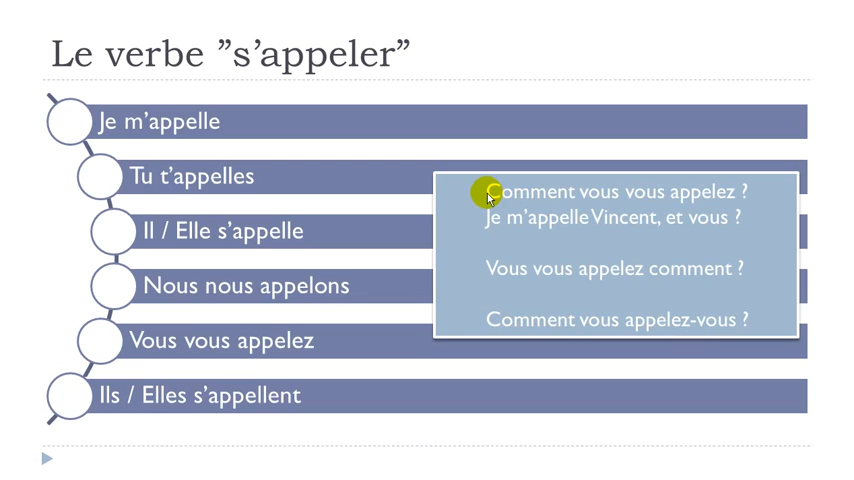 Le verbe ”s’appeler”
Je m’appelle
Tu t’appelles
Il / Elle s’appelle
Nous nous appelons
Vous vous appelez
Ils / Elles s’appellent
Comment vous vous appelez ?
Je m’appelle Vincent, et vous ?
Vous vous appelez comment ?
Comment vous appelez-vous ?